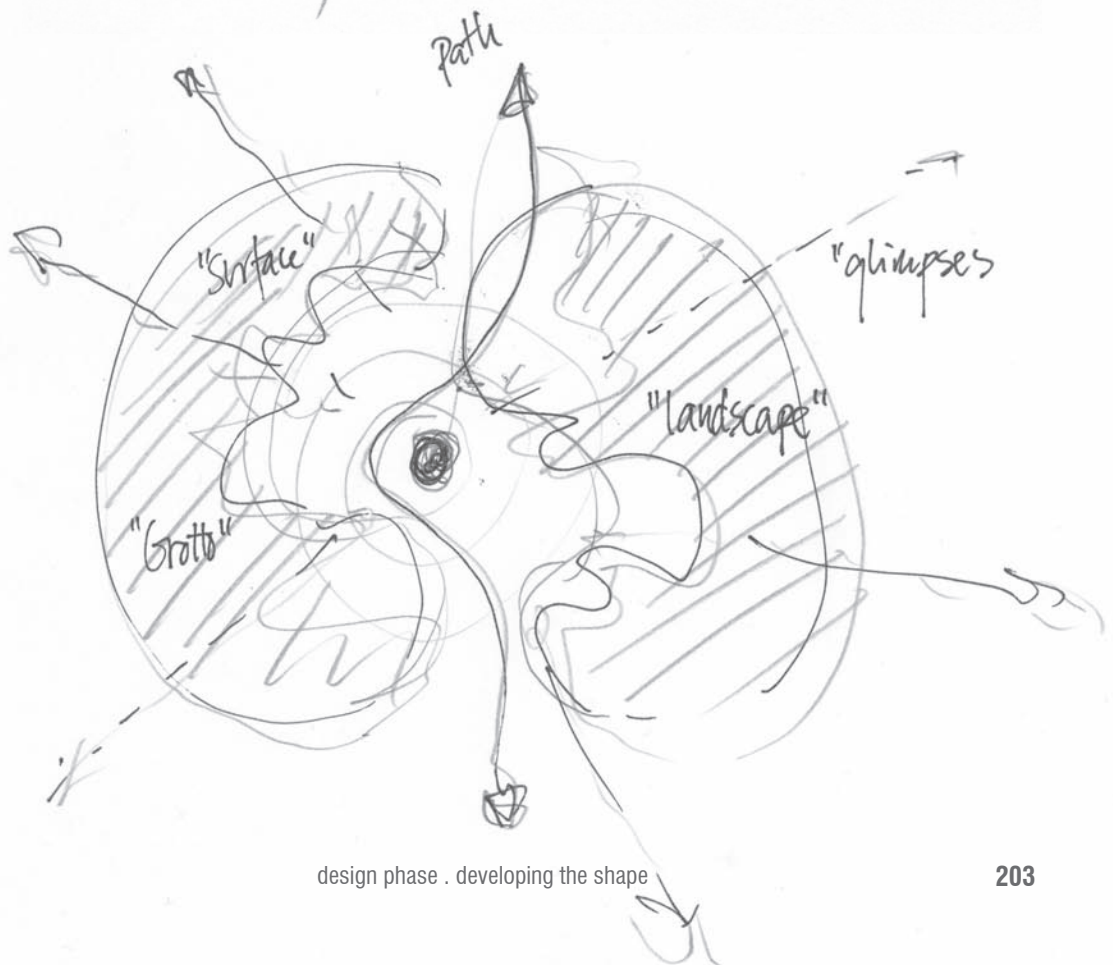 Path
"surface"
"glimpses
"landscape"
"Grotto"
design phase . developing the shape
203